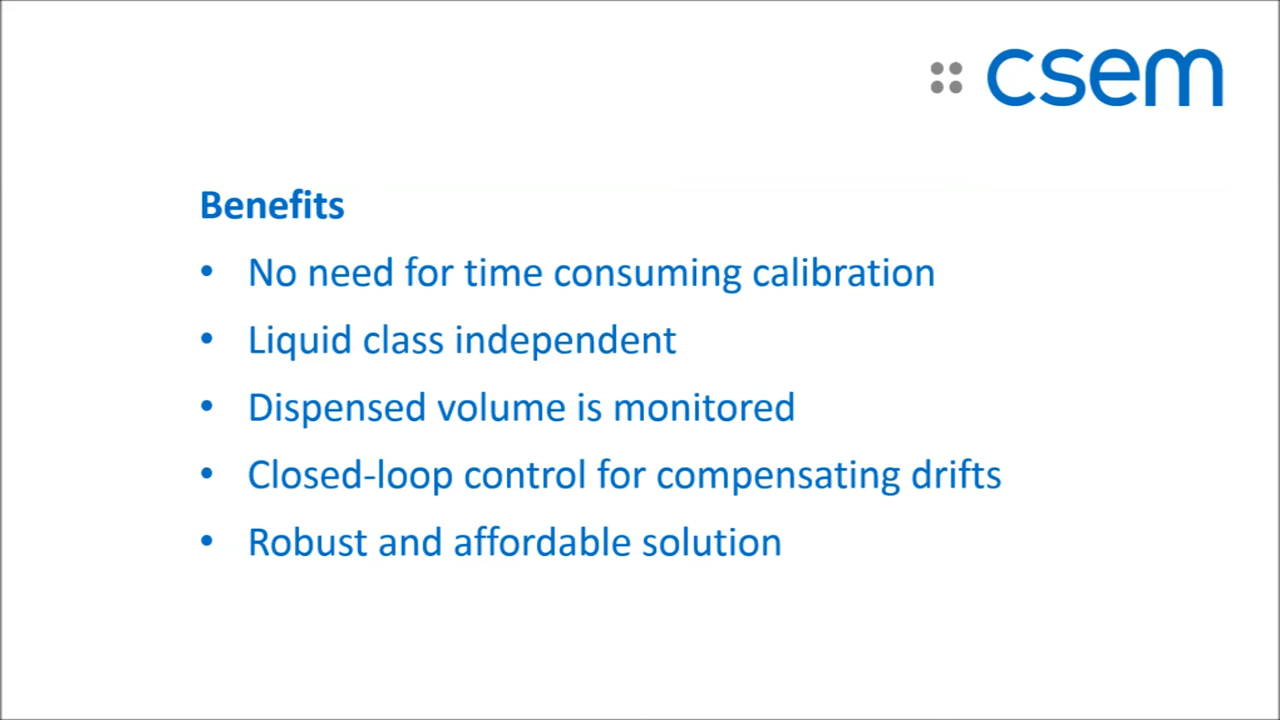 csem
Benefits
• No need for time consuming calibration
• Liquid class independent
• Dispensed volume is monitored
• Closed-loop control for compensating drifts
• Robust and affordable solution